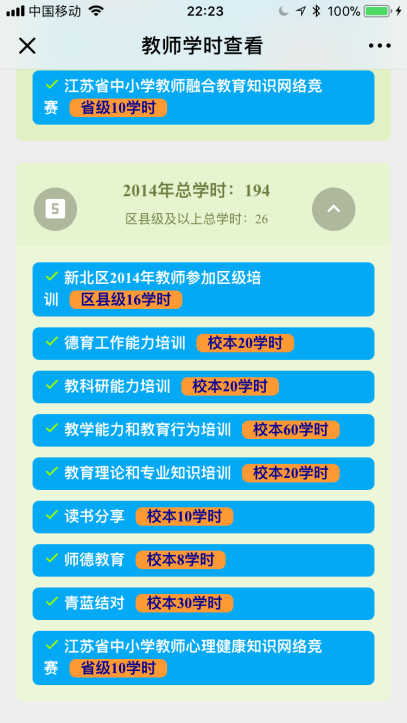 中国移动 22:23 100%
教师学时查看
江苏省中小学教师融合教育知识网络竞
赛 省级10学时
5
2014年总学时：194
区县级及以上总学时：26
新北区2014年教师参加区级培
训 区县级16学时
德育工作能力培训 校本20学时
教科研能力培训 校本20学时
教学能力和教育行为培训 校本60学时
教育理论和专业知识培训 校本20学时
读书分享 校本10学时
师德教育 校本8学时
青蓝结对 校本30学时
江苏省中小学教师心理健康知识网络竞
赛 省级10学时